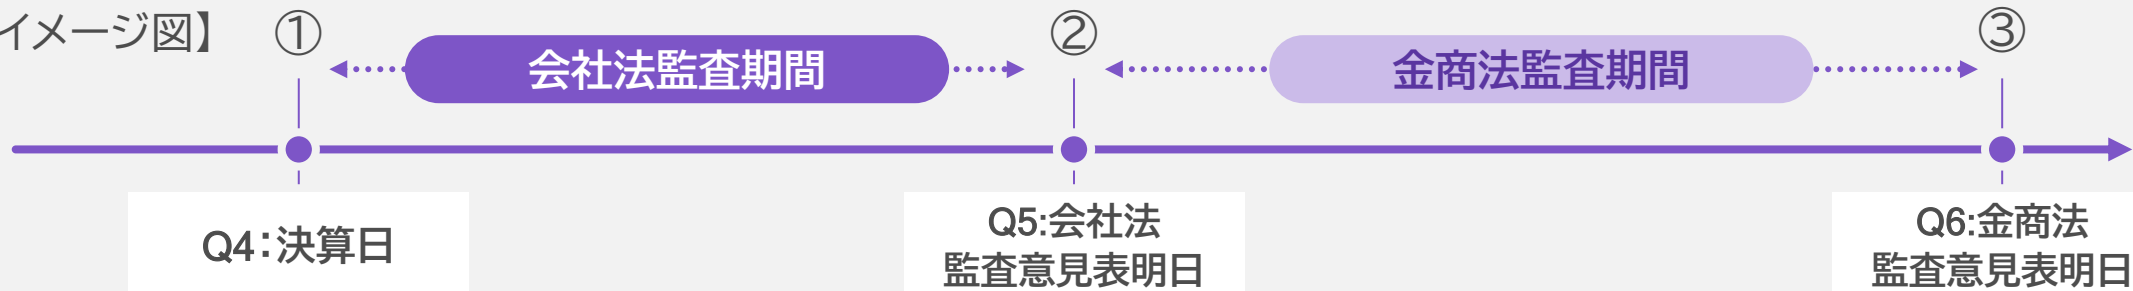 イメージ図】
①
②
③
会社法監査期間
金商法監査期間
Q4：決算日
Q5:会社法
監査意見表明日
Q6:金商法
監査意見表明日